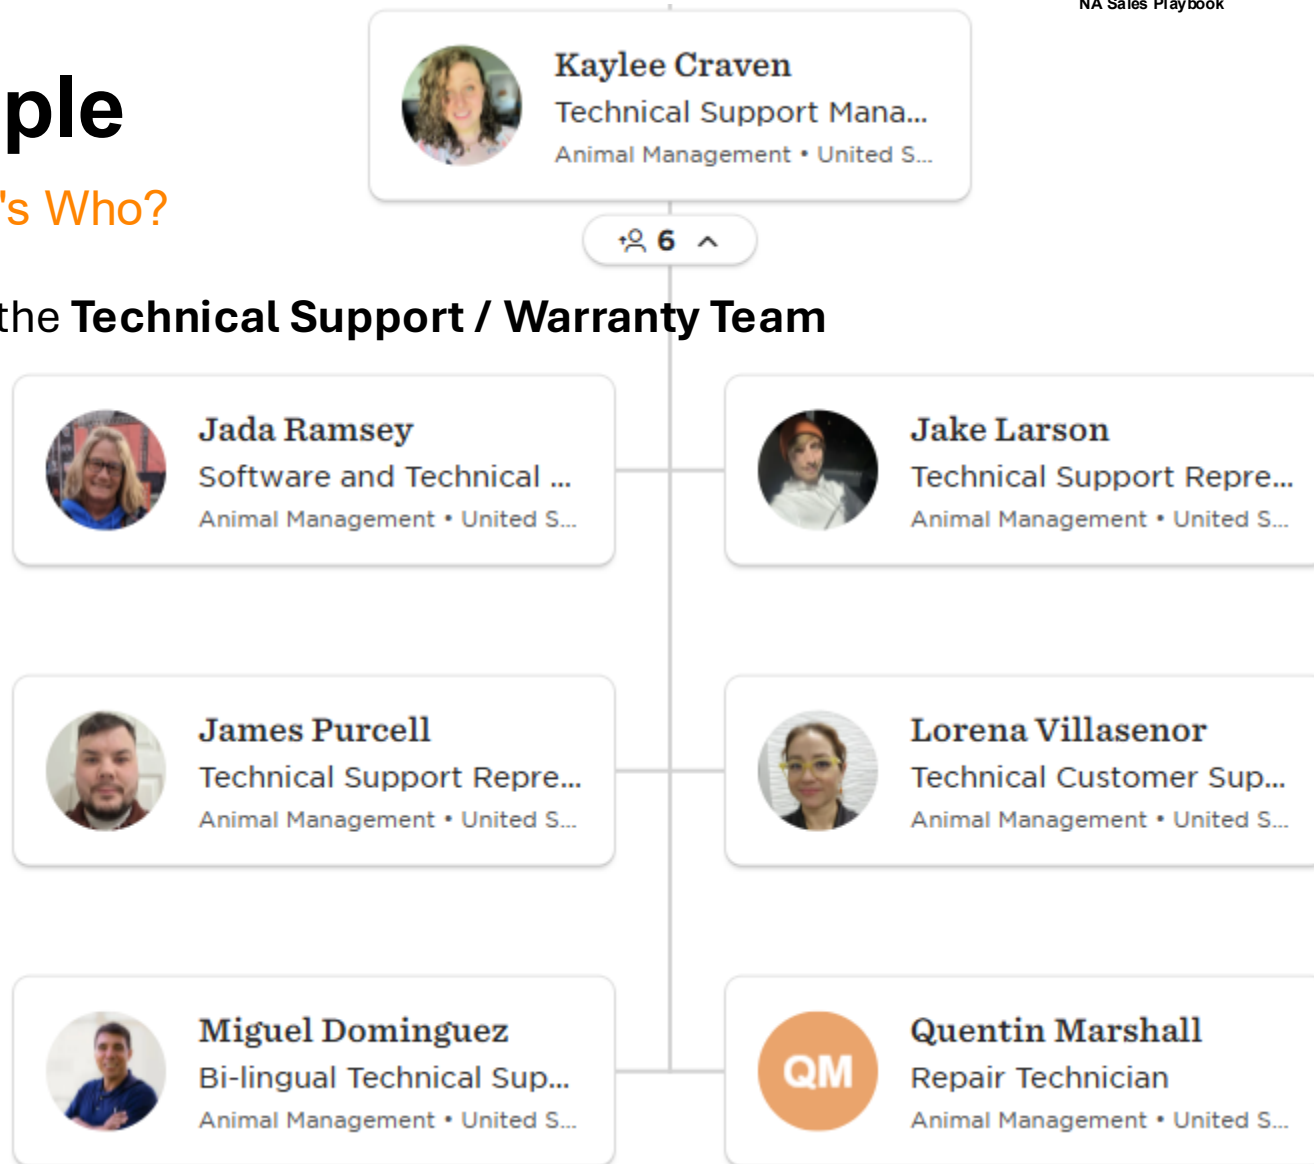 NA Sales Playbook
ple
's Who?
Kaylee Craven
Technical Support Mana...
Animal Management • United S...
6
the Technical Support / Warranty Team
Jada Ramsey
Software and Technical ...
Animal Management • United S...
Jake Larson
Technical Support Repre...
Animal Management • United S...
James Purcell
Technical Support Repre...
Animal Management • United S...
Lorena Villasenor
Technical Customer Sup...
Animal Management • United S...
Miguel Dominguez
Bi-lingual Technical Sup...
Animal Management • United S...
QM
Quentin Marshall
Repair Technician
Animal Management • United S...